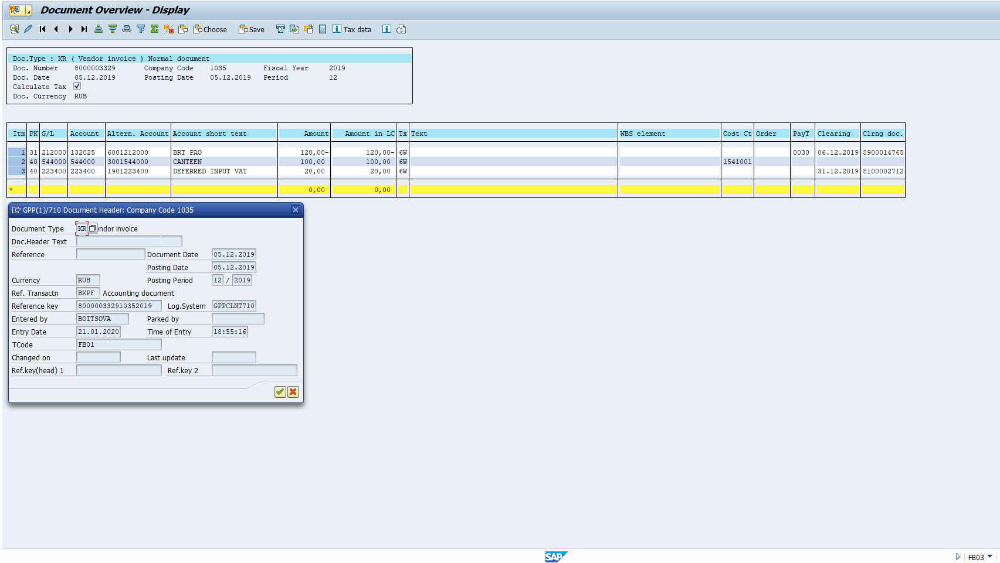 Document Overview - Display
Choose Save Tax data
Doc.Type : KR ( Vendor invoice ) Normal document
Doc. Number 8000003329 Company Code 1035 Fiscal Year 2019
Doc. Date 05.12.2019 Posting Date 05.12.2019 Period 12
Calculate Tax
Doc. Currency RUB
Itm PK G/L Account Altern. Account Account short text Amount Amount in LC Tx Text WBS element Cost Ct Order PayT Clearing Clrng doc.
1 31 212000 132025 6001212000 BRT PAO 120,00- 120,00- 6W 0030 06.12.2019 8900014765
2 40 544000 544000 3001544000 CANTEEN 100,00 100,00 6W 1541001
3 40 223400 223400 1901223400 DEFERRED INPUT VAT 20,00 20,00 6W 31.12.2019 8100002712
* 0,00 0,00
GPP(1)/710 Document Header: Company Code 1035
Document Type KR endor invoice
Doc.Header Text
Reference Document Date 05.12.2019
Posting Date 05.12.2019
Currency RUB Posting Period 12 / 2019
Ref. Transactn BKPF Accounting document
Reference key 800000332910352019 Log.System GPPCLNT710
Entered by BOITSOVA Parked by
Entry Date 21.01.2020 Time of Entry 18:55:16
TCode FB01
Changed on Last update
Ref.key(head) 1 Ref.key 2
SAP FB03